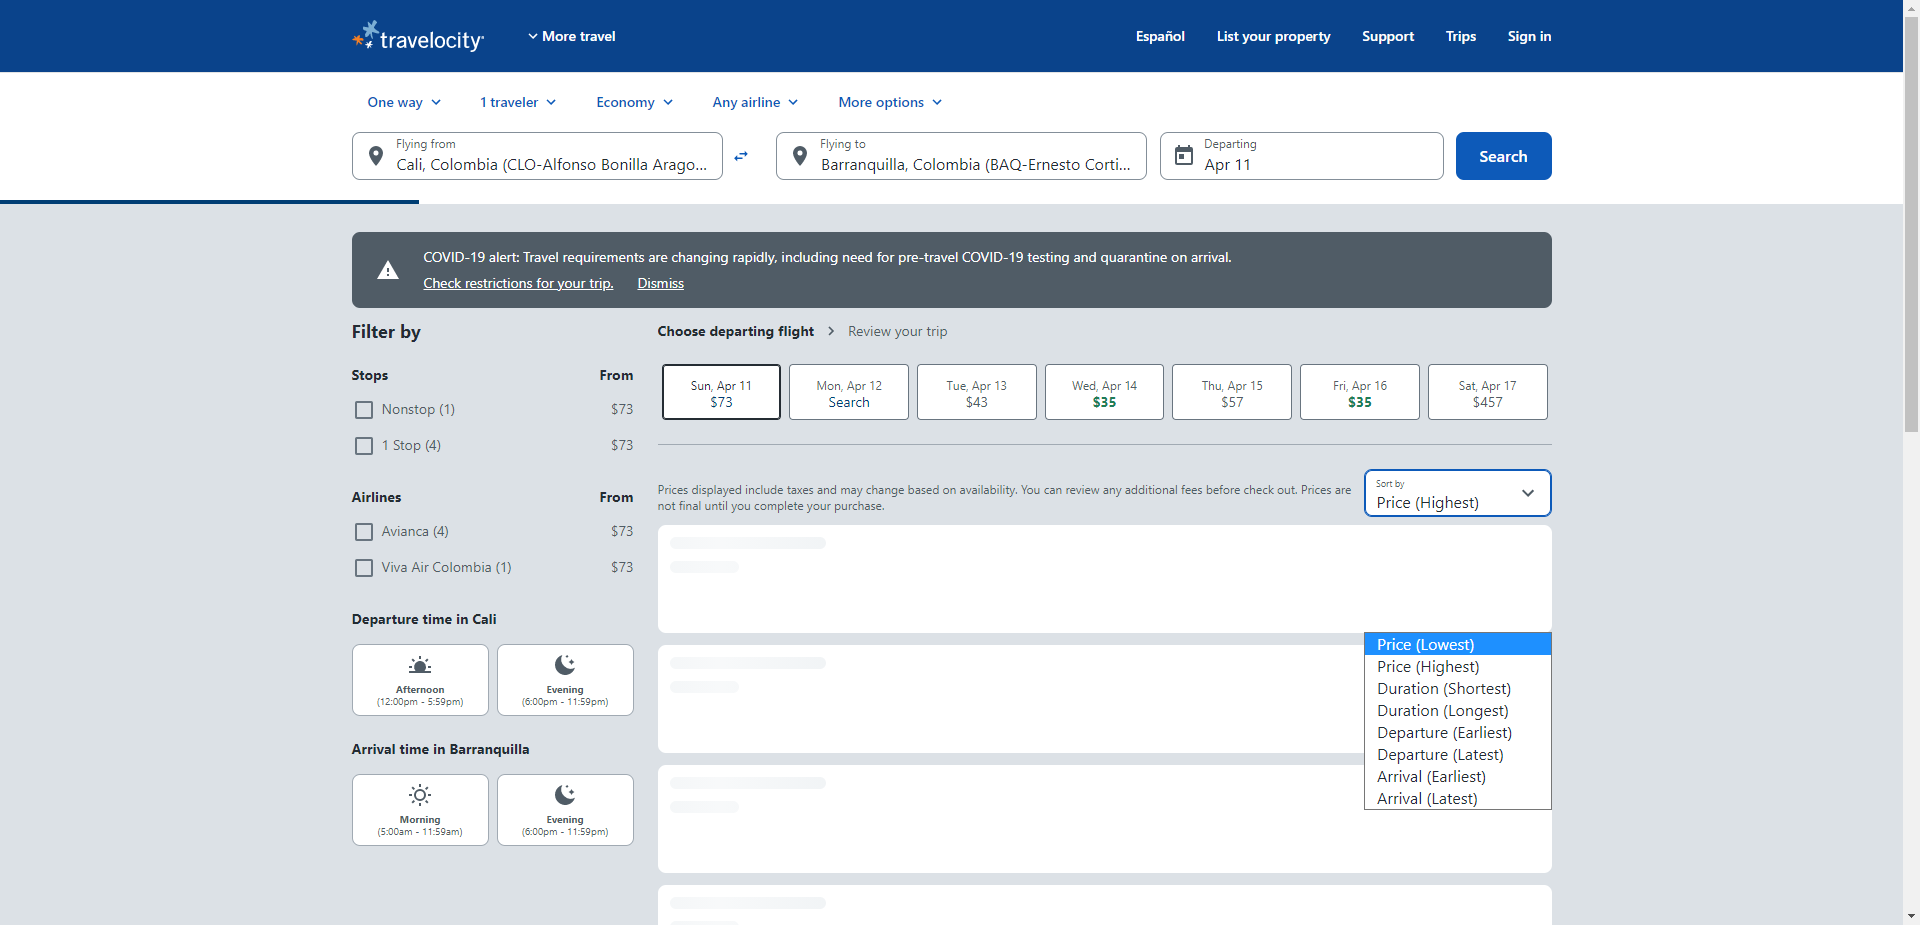 travelocity
More travel
Español
List your property
Support
Trips
Sign in
One way
1 traveler
Economy
Any airline
More options
Flying from
Cali, Colombia (CLO-Alfonso Bonilla Arago...
Flying to
Barranquilla, Colombia (BAQ-Ernesto Corti...
Departing
Apr 11
Search
COVID-19 alert: Travel requirements are changing rapidly, including need for pre-travel COVID-19 testing and quarantine on arrival.
Check restrictions for your trip.
Dismiss
Filter by
Stops
From
Nonstop (1)
$73
1 Stop (4)
$73
Airlines
From
Avianca (4)
$73
Viva Air Colombia (1)
$73
Departure time in Cali
Afternoon
(12:00pm - 5:59pm)
Evening
(6:00pm - 11:59pm)
Arrival time in Barranquilla
Morning
(5:00am - 11:59am)
Evening
(6:00pm - 11:59pm)
Choose departing flight
Review your trip
Sun, Apr 11
$73
Mon, Apr 12
Search
Tue, Apr 13
$43
Wed, Apr 14
$35
Thu, Apr 15
$57
Fri, Apr 16
$35
Sat, Apr 17
$457
Prices displayed include taxes and may change based on availability. You can review any additional fees before check out. Prices are
not final until you complete your purchase.
Sort by
Price (Highest)
Price (Lowest)
Price (Highest)
Duration (Shortest)
Duration (Longest)
Departure (Earliest)
Departure (Latest)
Arrival (Earliest)
Arrival (Latest)